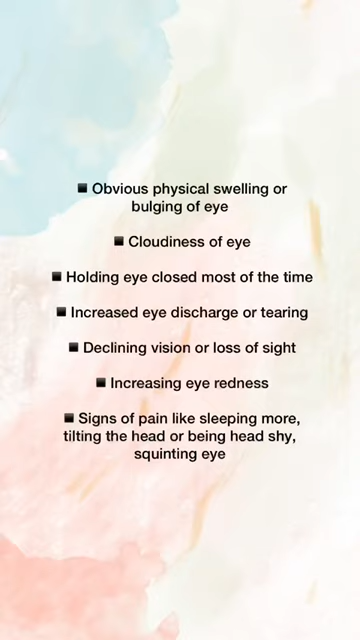 ▪ Obvious physical swelling or
bulging of eye
▪ Cloudiness of eye
▪ Holding eye closed most of the time
▪ Increased eye discharge or tearing
▪ Declining vision or loss of sight
▪ Increasing eye redness
▪ Signs of pain like sleeping more,
tilting the head or being head shy,
squinting eye